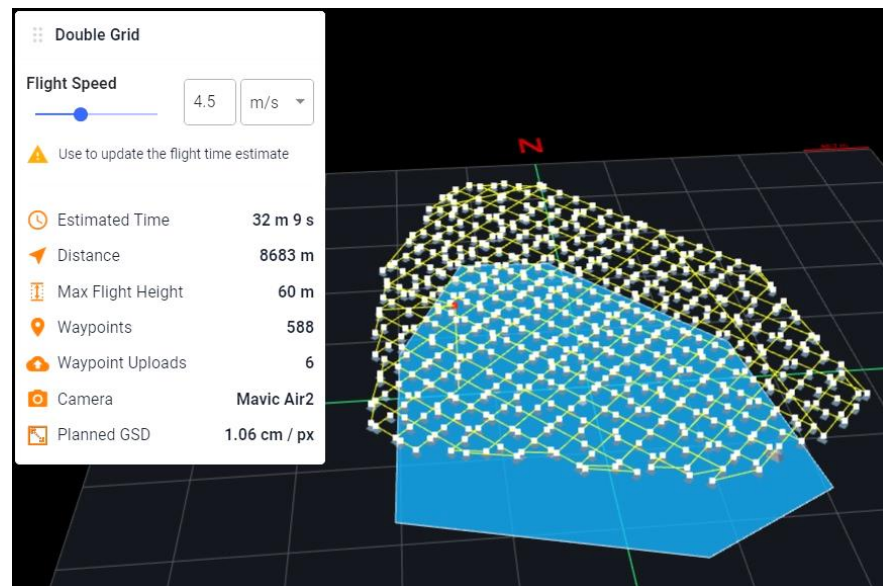 Double Grid
Flight Speed
4.5 m/s
Use to update the flight time estimate
Estimated Time 32 m 9 s
Distance 8683 m
Max Flight Height 60 m
Waypoints 588
Waypoint Uploads 6
Camera Mavic Air2
Planned GSD 1.06 cm / px
N